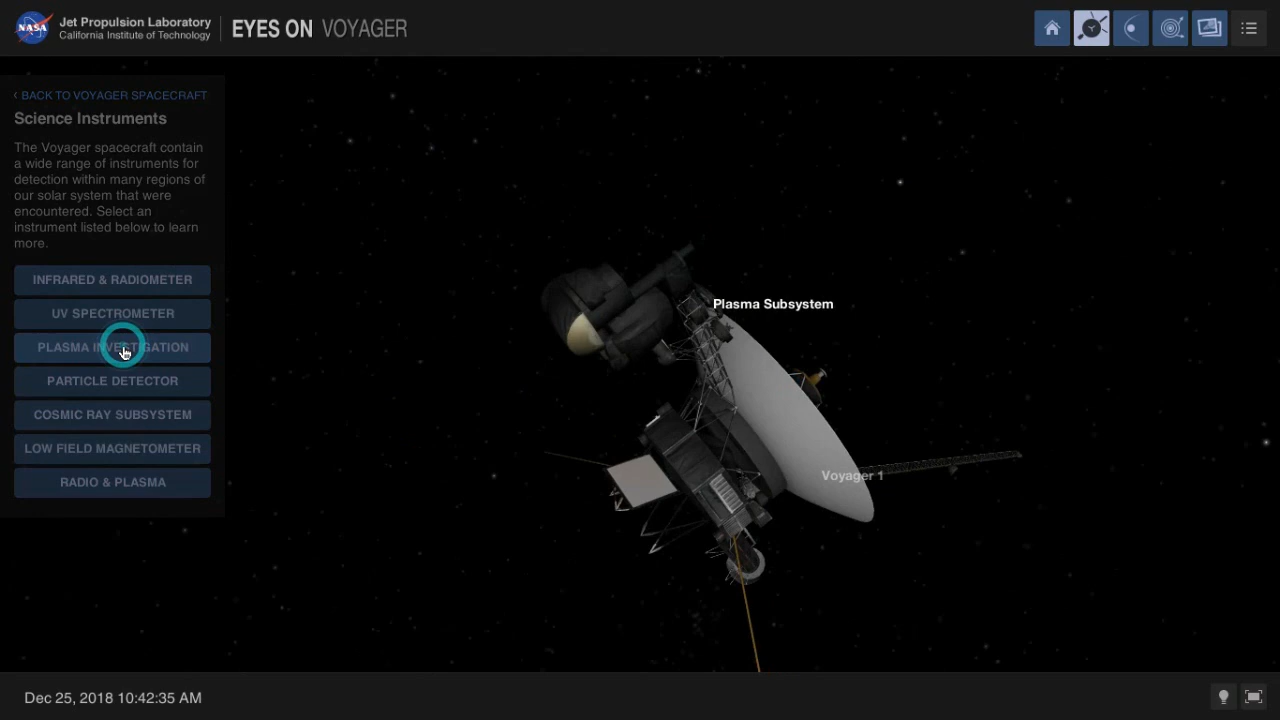 NASA
Jet Propulsion Laboratory
California Institute of Technology
EYES ON VOYAGER
‹ BACK TO VOYAGER SPACECRAFT
Science Instruments
The Voyager spacecraft contain
a wide range of instruments for
detection within many regions of
our solar system that were
encountered. Select an
instrument listed below to learn
more.
INFRARED & RADIOMETER
UV SPECTROMETER
PLASMA INVESTIGATION
PARTICLE DETECTOR
COSMIC RAY SUBSYSTEM
LOW FIELD MAGNETOMETER
RADIO & PLASMA
Plasma Subsystem
Voyager 1
Dec 25, 2018 10:42:35 AM